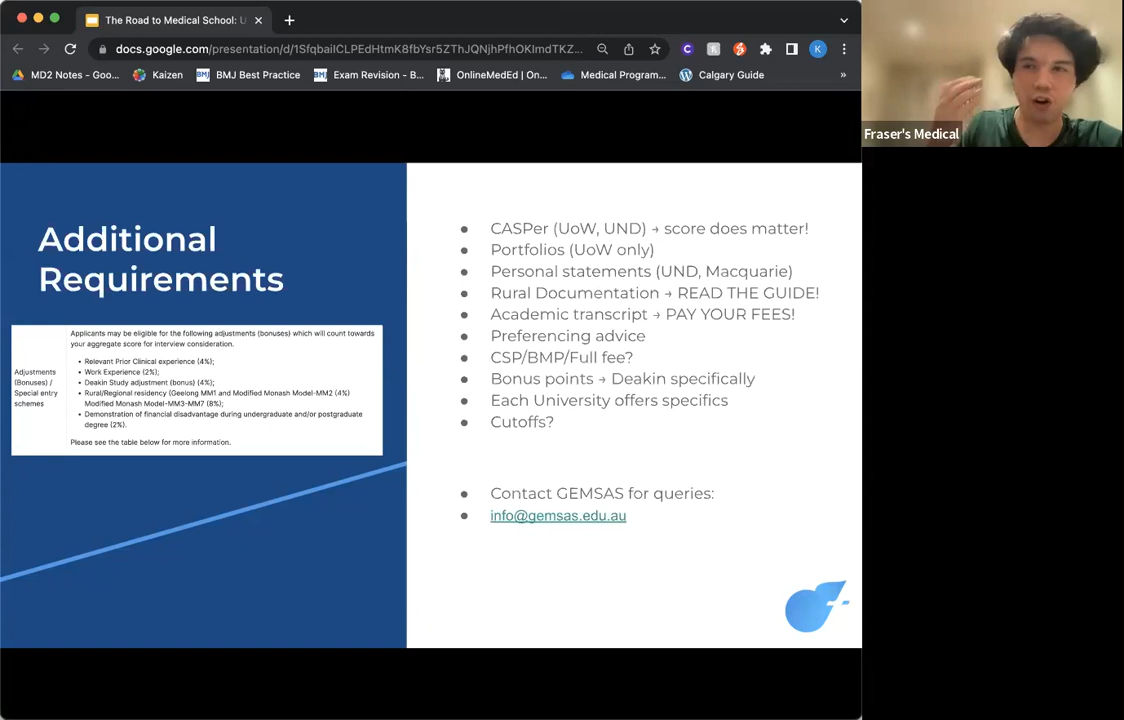 The Road to Medical School: U
docs.google.com/presentation/d/1SfqbailCLPEdHtmK8fbYsr5ZThJQNjhPfhOKImdTKZ...
MD2 Notes - Goo...
Kaizen
BMJ Best Practice
Exam Revision - B...
OnlineMedEd | On...
Medical Program...
Calgary Guide
»
Fraser's Medical
Additional
Requirements
Adjustments
(Bonuses) /
Special entry
schemes
Applicants may be eligible for the following adjustments (bonuses) which will count towards
your aggregate score for interview consideration.
• Relevant Prior Clinical experience (4%);
• Work Experience (2%);
• Deakin Study adjustment (bonus) (4%);
• Rural/Regional residency (Geelong MM1 and Modified Monash Model-MM2 (4%)
Modified Monash Model-MM3-MM7 (8%);
• Demonstration of financial disadvantage during undergraduate and/or postgraduate
degree (2%).
Please see the table below for more information.
● CASPer (UoW, UND) → score does matter!
● Portfolios (UoW only)
● Personal statements (UND, Macquarie)
● Rural Documentation → READ THE GUIDE!
● Academic transcript → PAY YOUR FEES!
● Preferencing advice
● CSP/BMP/Full fee?
● Bonus points → Deakin specifically
● Each University offers specifics
● Cutoffs?
● Contact GEMSAS for queries:
● info@gemsas.edu.au